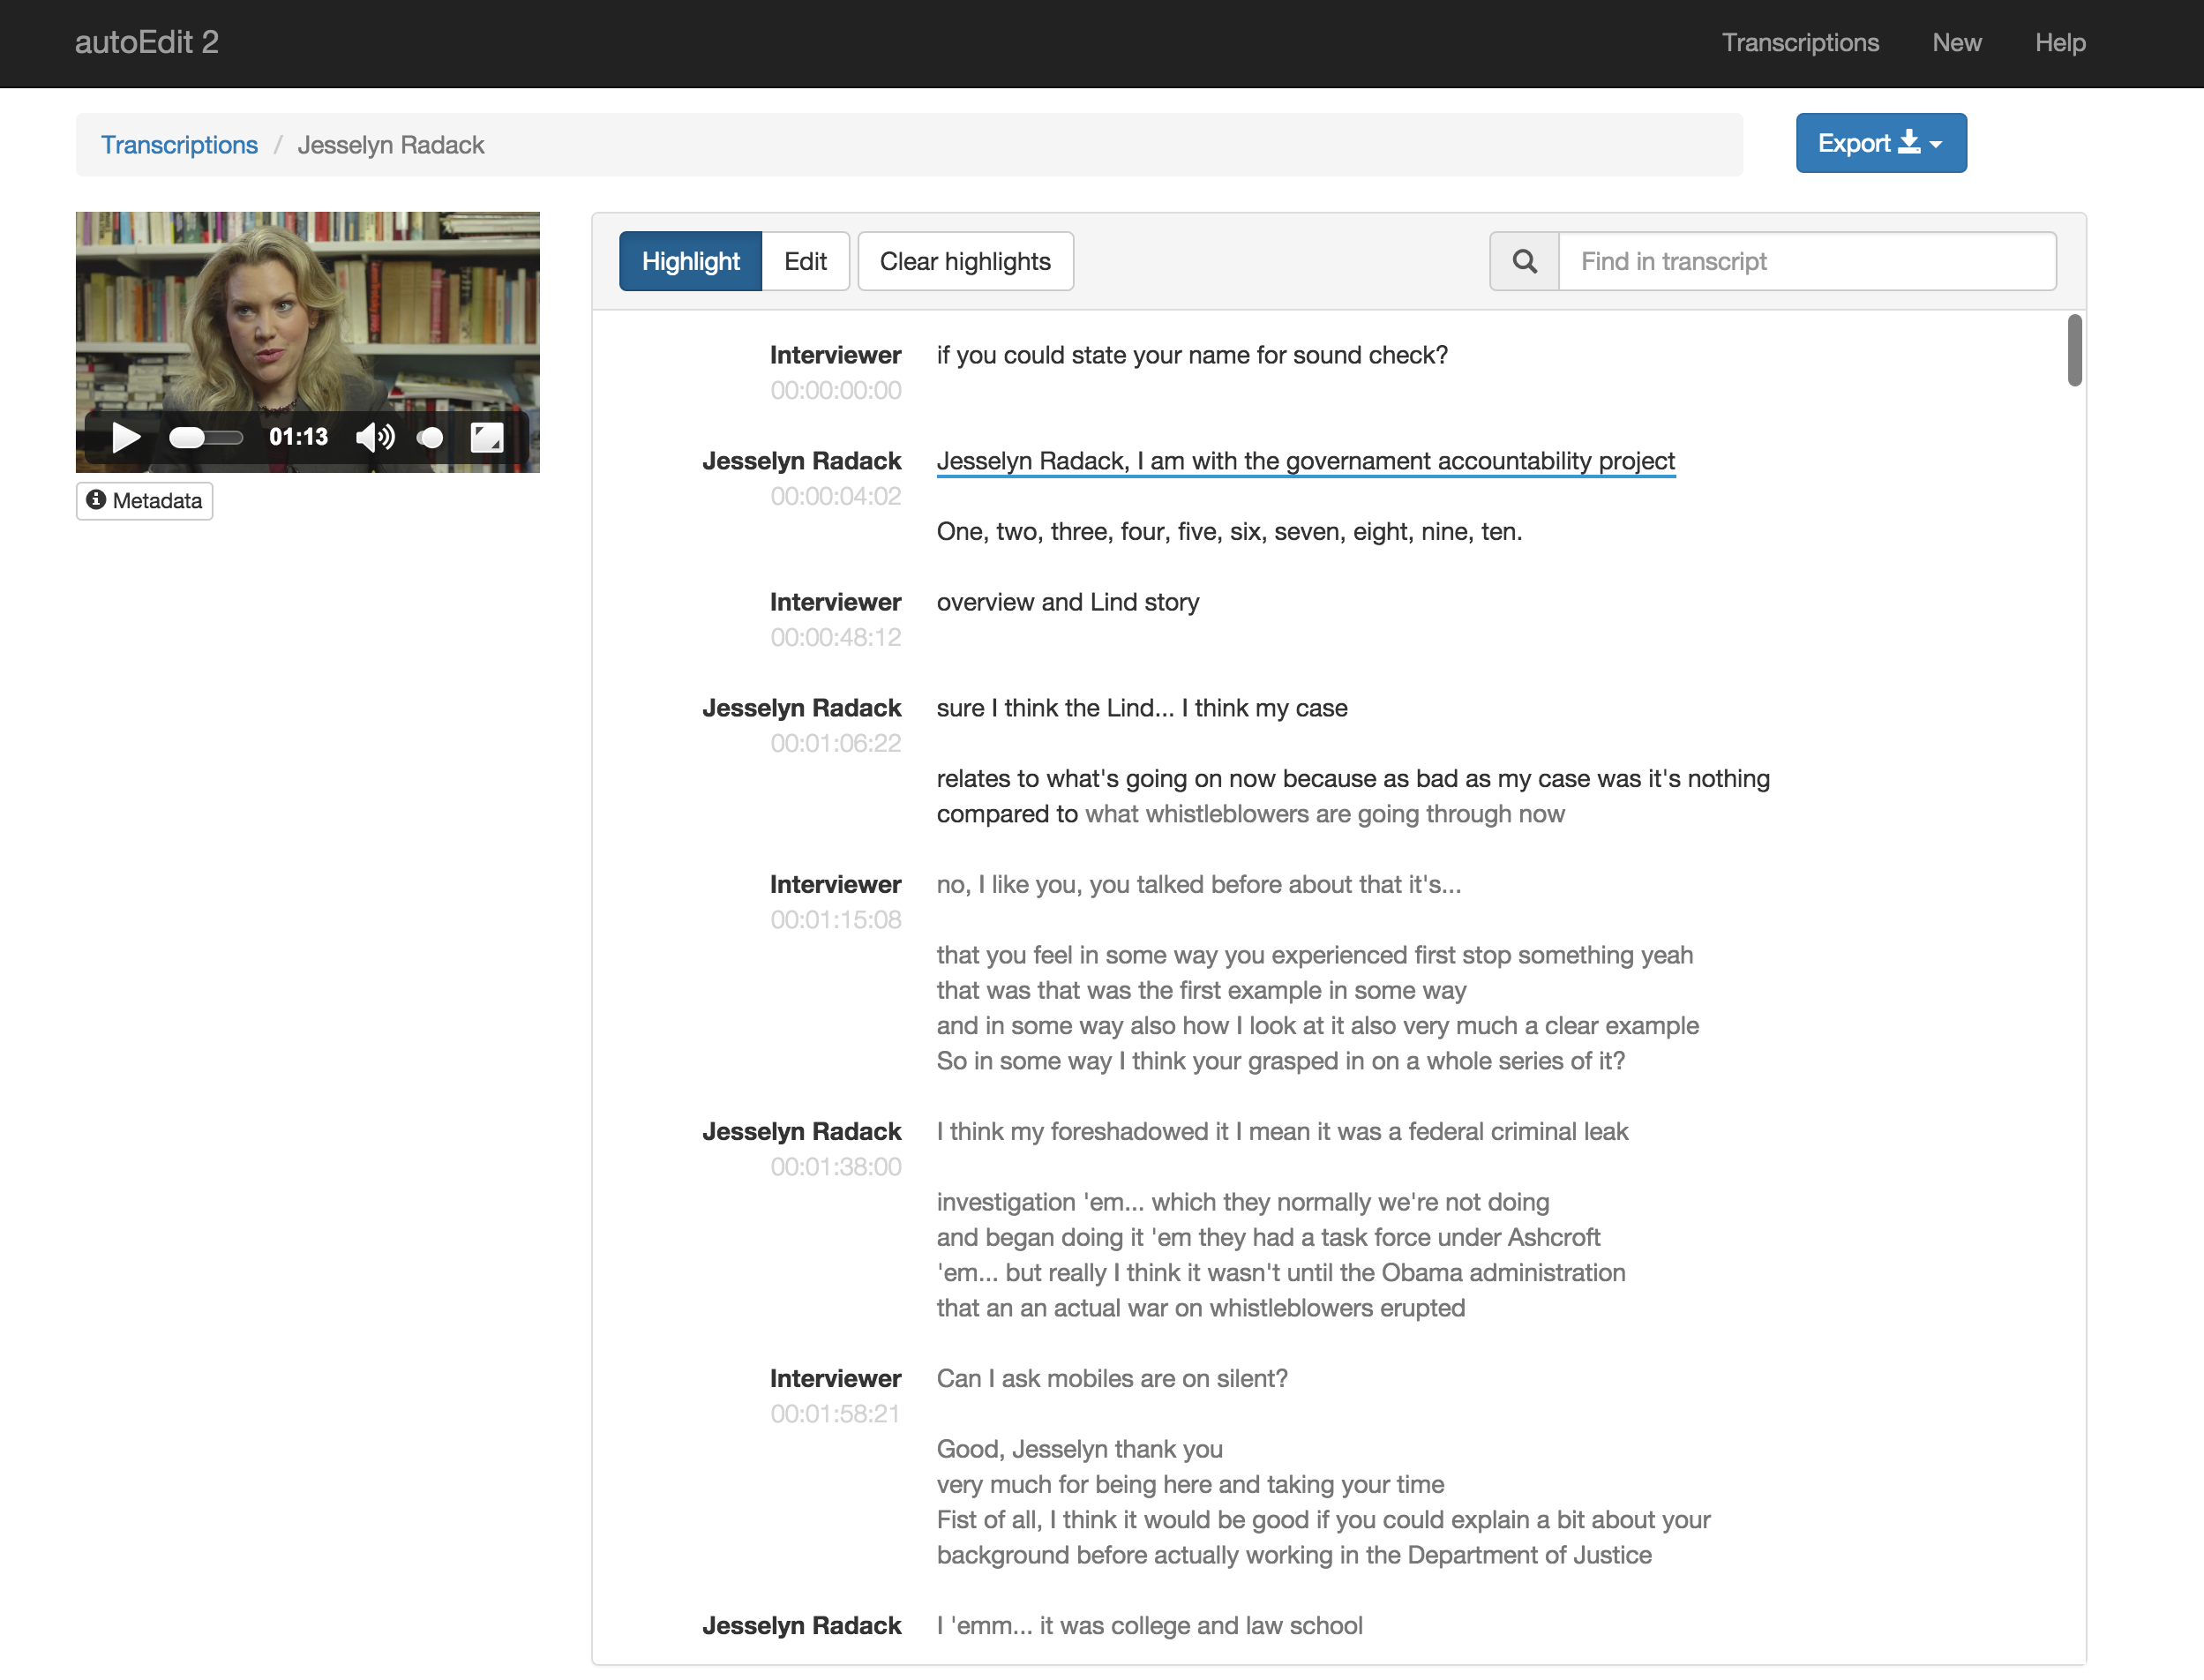 autoEdit 2
Transcriptions New Help
Transcriptions / Jesselyn Radack
Export
01:13
Metadata
Highlight Edit Clear highlights
Find in transcript
Interviewer if you could state your name for sound check?
00:00:00:00
Jesselyn Radack Jesselyn Radack, I am with the governament accountability project
00:00:04:02
One, two, three, four, five, six, seven, eight, nine, ten.
Interviewer overview and Lind story
00:00:48:12
Jesselyn Radack sure I think the Lind... I think my case
00:01:06:22
relates to what's going on now because as bad as my case was it's nothing
compared to what whistleblowers are going through now
Interviewer no, I like you, you talked before about that it's...
00:01:15:08
that you feel in some way you experienced first stop something yeah
that was that was the first example in some way
and in some way also how I look at it also very much a clear example
So in some way I think your grasped in on a whole series of it?
Jesselyn Radack I think my foreshadowed it I mean it was a federal criminal leak
00:01:38:00
investigation 'em... which they normally we're not doing
and began doing it 'em they had a task force under Ashcroft
'em... but really I think it wasn't until the Obama administration
that an an actual war on whistleblowers erupted
Interviewer Can I ask mobiles are on silent?
00:01:58:21
Good, Jesselyn thank you
very much for being here and taking your time
Fist of all, I think it would be good if you could explain a bit about your
background before actually working in the Department of Justice
Jesselyn Radack I 'emm... it was college and law school